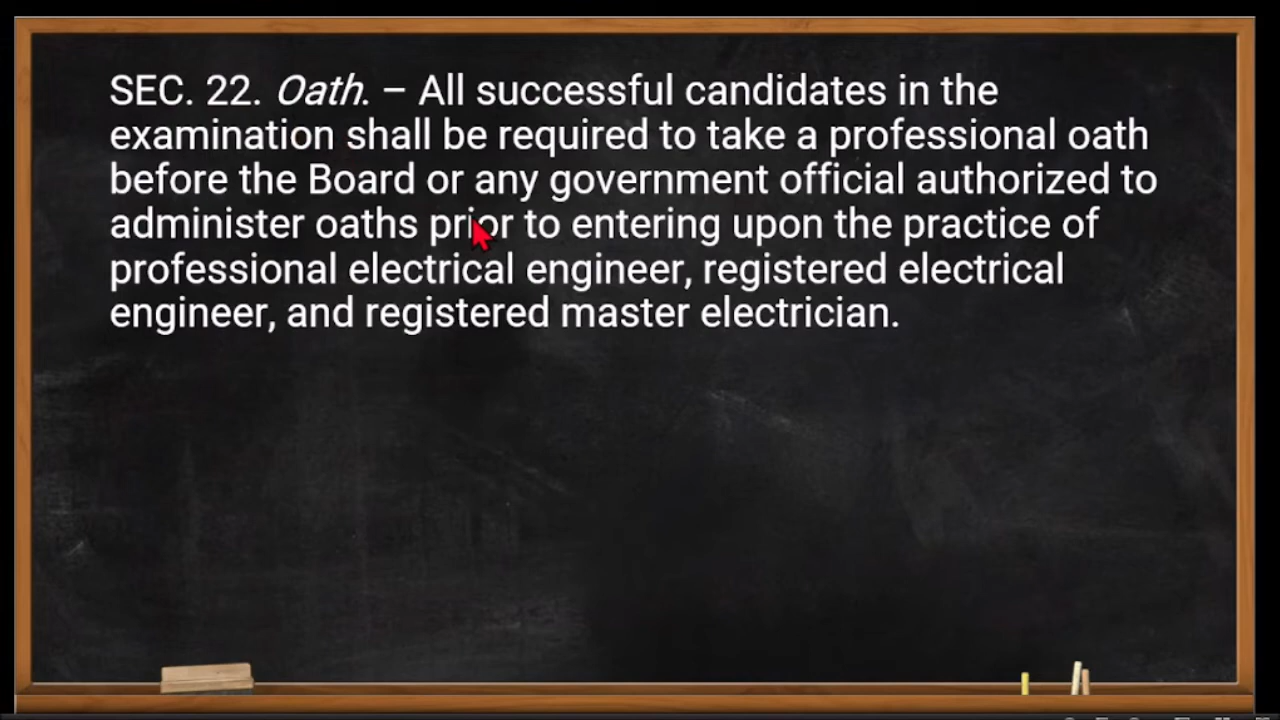 SEC. 22. Oath. – All successful candidates in the
examination shall be required to take a professional oath
before the Board or any government official authorized to
administer oaths prior to entering upon the practice of
professional electrical engineer, registered electrical
engineer, and registered master electrician.